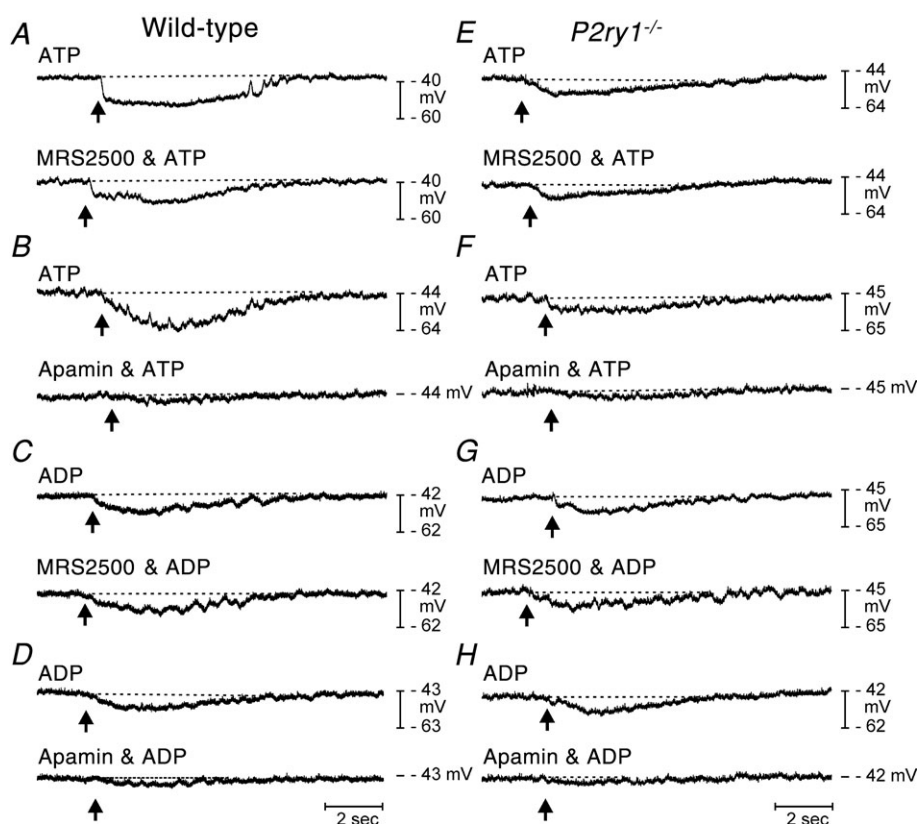 Wild-type
P2ry1-/-
A
ATP
- 40
mV
- 60
MRS2500 & ATP
- 40
mV
- 60
B
ATP
- 44
mV
- 64
Apamin & ATP
- - 44 mV
C
ADP
- 42
mV
- 62
MRS2500 & ADP
- 42
mV
- 62
D
ADP
- 43
mV
- 63
Apamin & ADP
- - 43 mV
2 sec
E
ATP
- 44
mV
- 64
MRS2500 & ATP
- 44
mV
- 64
F
ATP
- 45
mV
- 65
Apamin & ATP
- - 45 mV
G
ADP
- 45
mV
- 65
MRS2500 & ADP
- 45
mV
- 65
H
ADP
- 42
mV
- 62
Apamin & ADP
- - 42 mV
2 sec